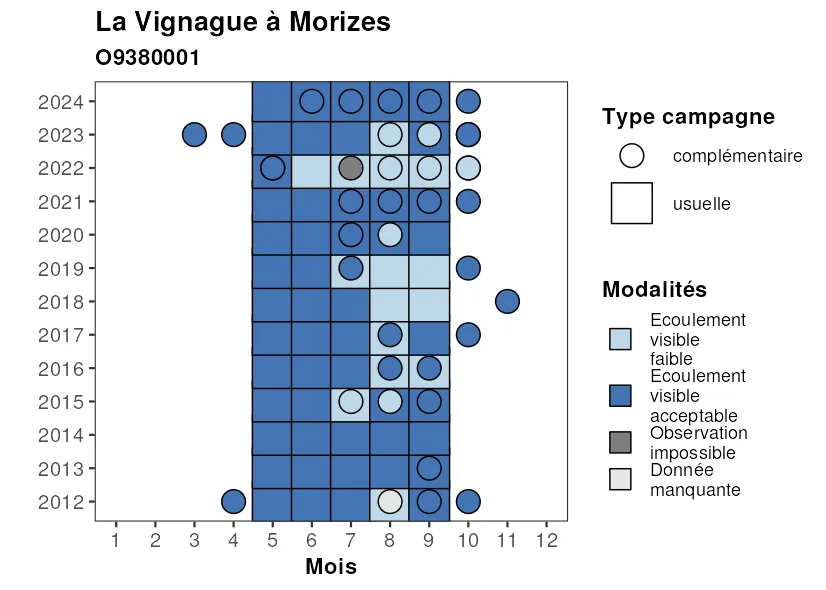 La Vignague à Morizes
O9380001
2024
2023
2022
2021
2020
2019
2018
2017
2016
2015
2014
2013
2012
1 2 3 4 5 6 7 8 9 10 11 12
Mois
Type campagne
complémentaire
usuelle
Modalités
Ecoulement
visible
faible
Ecoulement
visible
acceptable
Observation
impossible
Donnée
manquante